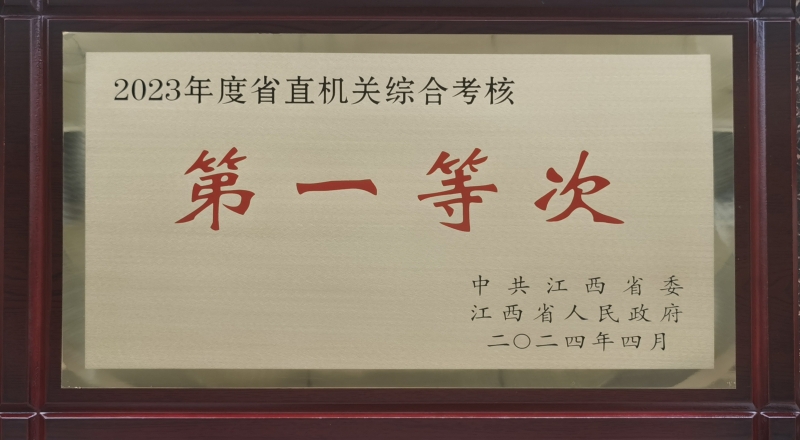 2023年度省直机关综合考核
第一等次
中共江西省委
江西省人民政府
二〇二四年四月